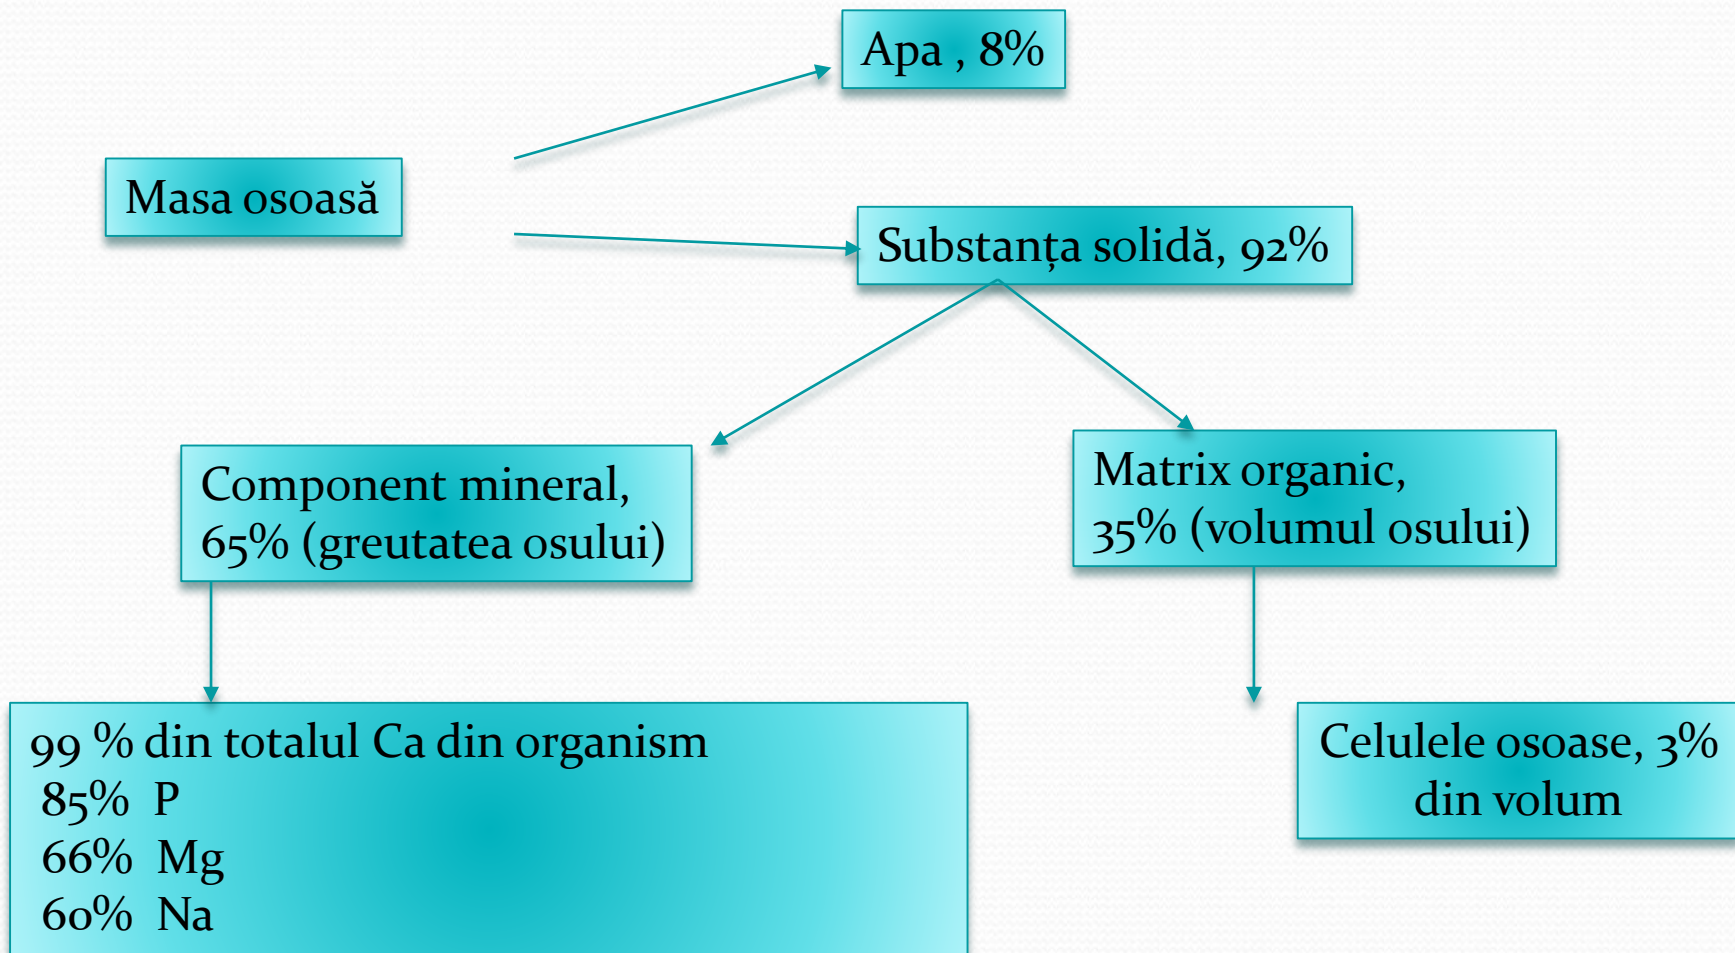 Apa , 8%
Masa osoasă
Substanța solidă, 92%
Component mineral,
65% (greutatea osului)
Matrix organic,
35% (volumul osului)
99 % din totalul Ca din organism
85% P
66% Mg
60% Na
Celulele osoase, 3%
din volum